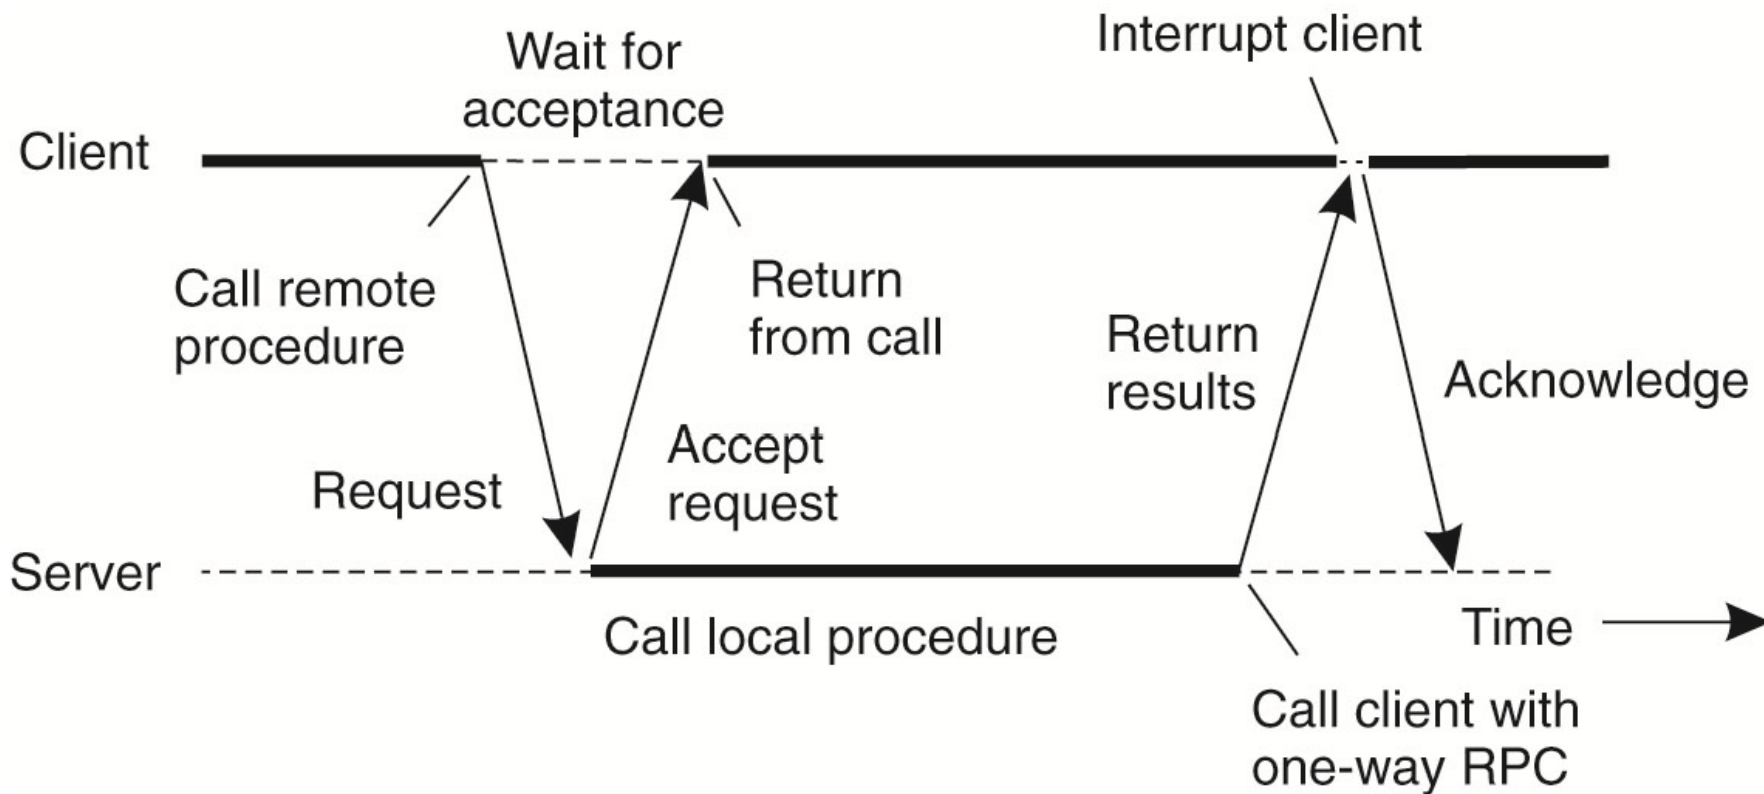 Interrupt client
Wait for
acceptance
Client
Call remote
procedure
Return
from call
Return
results
Acknowledge
Accept
request
Request
Server
Call local procedure
Time
Call client with
one-way RPC